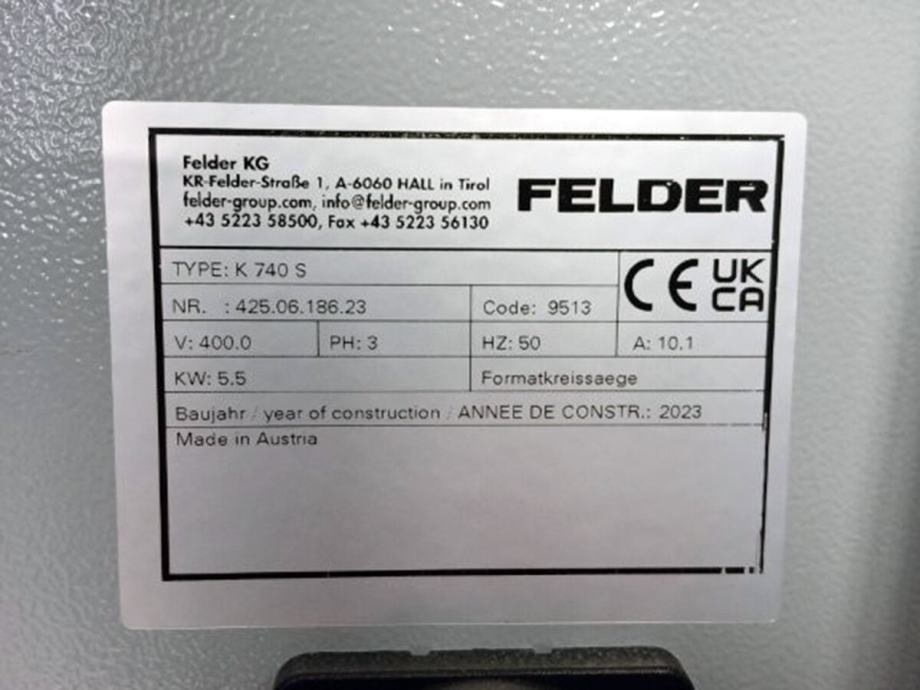 Felder KG
KR-Felder-Straße 1, A-6060 HALL in Tirol
felder-group.com, info@felder-group.com
+43 5223 58500, Fax +43 5223 56130
FELDER
TYPE: K 740 S
CE UK CA
NR. : 425.06.186.23 Code: 9513
V: 400.0 PH: 3 HZ: 50 A: 10.1
KW: 5.5 Formatkreissaege
Baujahr / year of construction / ANNEE DE CONSTR.: 2023
Made in Austria